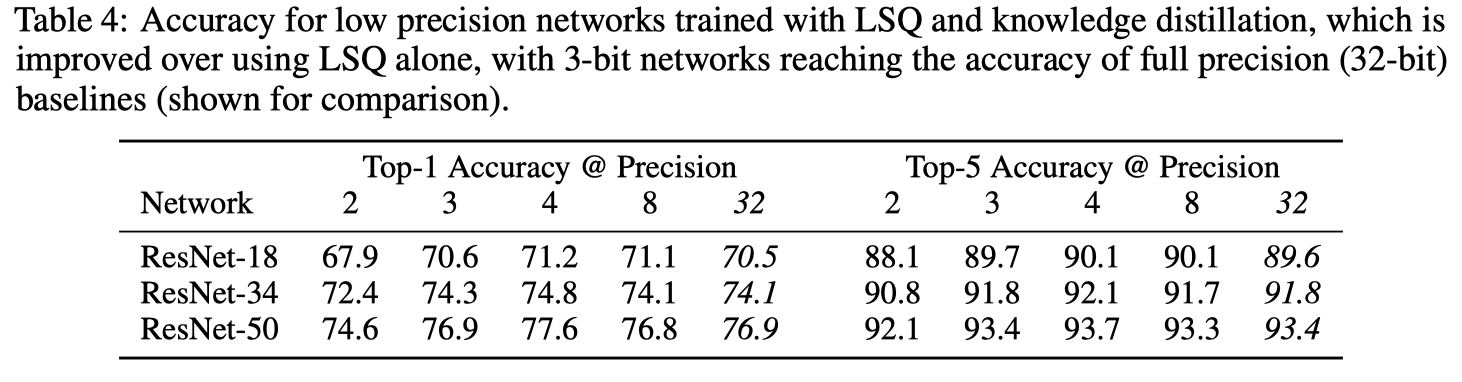 Table 4: Accuracy for low precision networks trained with LSQ and knowledge distillation, which is
improved over using LSQ alone, with 3-bit networks reaching the accuracy of full precision (32-bit)
baselines (shown for comparison).
Top-1 Accuracy @ Precision Top-5 Accuracy @ Precision
Network 2 3 4 8 32 2 3 4 8 32
ResNet-18 67.9 70.6 71.2 71.1 70.5 88.1 89.7 90.1 90.1 89.6
ResNet-34 72.4 74.3 74.8 74.1 74.1 90.8 91.8 92.1 91.7 91.8
ResNet-50 74.6 76.9 77.6 76.8 76.9 92.1 93.4 93.7 93.3 93.4